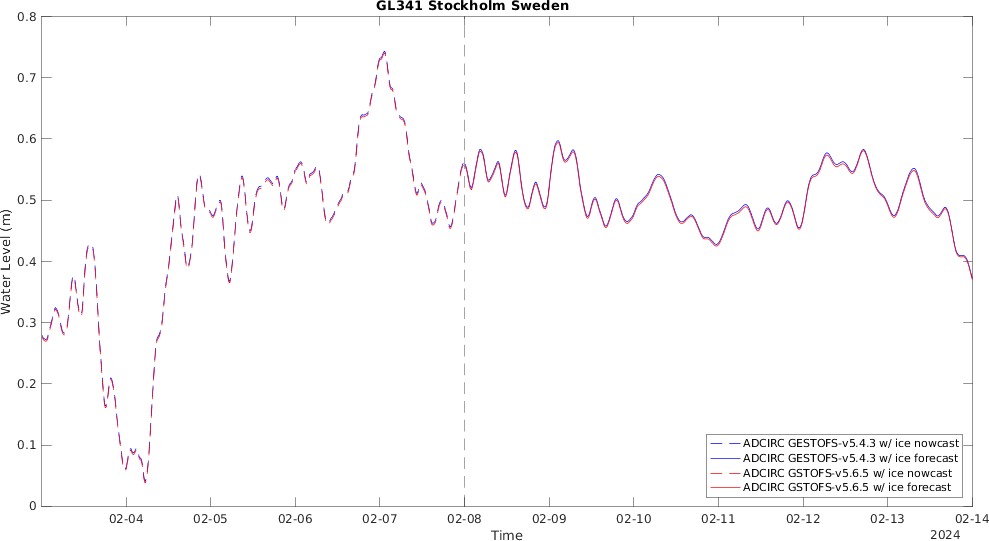 GL341 Stockholm Sweden
0.8
0.7
0.6
0.5
0.4
0.3
0.2
0.1
0
Water Level (m)
ADCIRC GESTOFS-v5.4.3 w/ ice nowcast
ADCIRC GESTOFS-v5.4.3 w/ ice forecast
ADCIRC GSTOFS-v5.6.5 w/ ice nowcast
ADCIRC GSTOFS-v5.6.5 w/ ice forecast
02-04 02-05 02-06 02-07 02-08 02-09 02-10 02-11 02-12 02-13 02-14
Time
2024